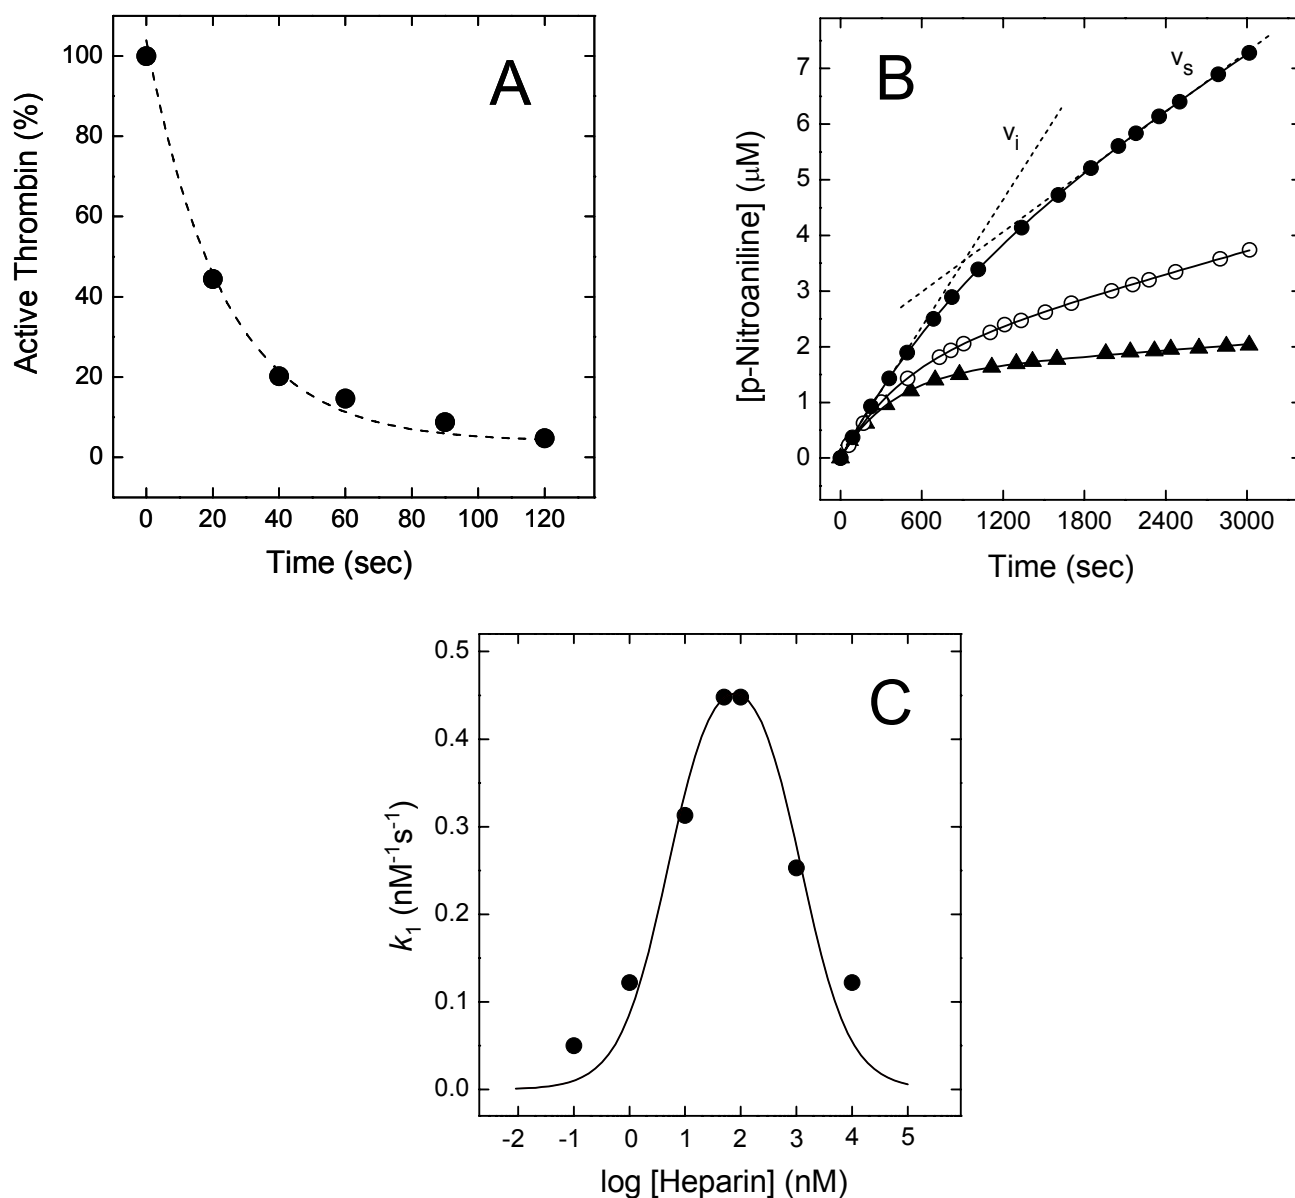 A
Active Thrombin (%)
100
80
60
40
20
0
0 20 40 60 80 100 120
Time (sec)
B
[p-Nitroaniline] (μM)
7
6
5
4
3
2
1
0
v_i
v_s
0 600 1200 1800 2400 3000
Time (sec)
C
k₁ (nM⁻¹s⁻¹)
0.5
0.4
0.3
0.2
0.1
0.0
-2 -1 0 1 2 3 4 5
log [Heparin] (nM)